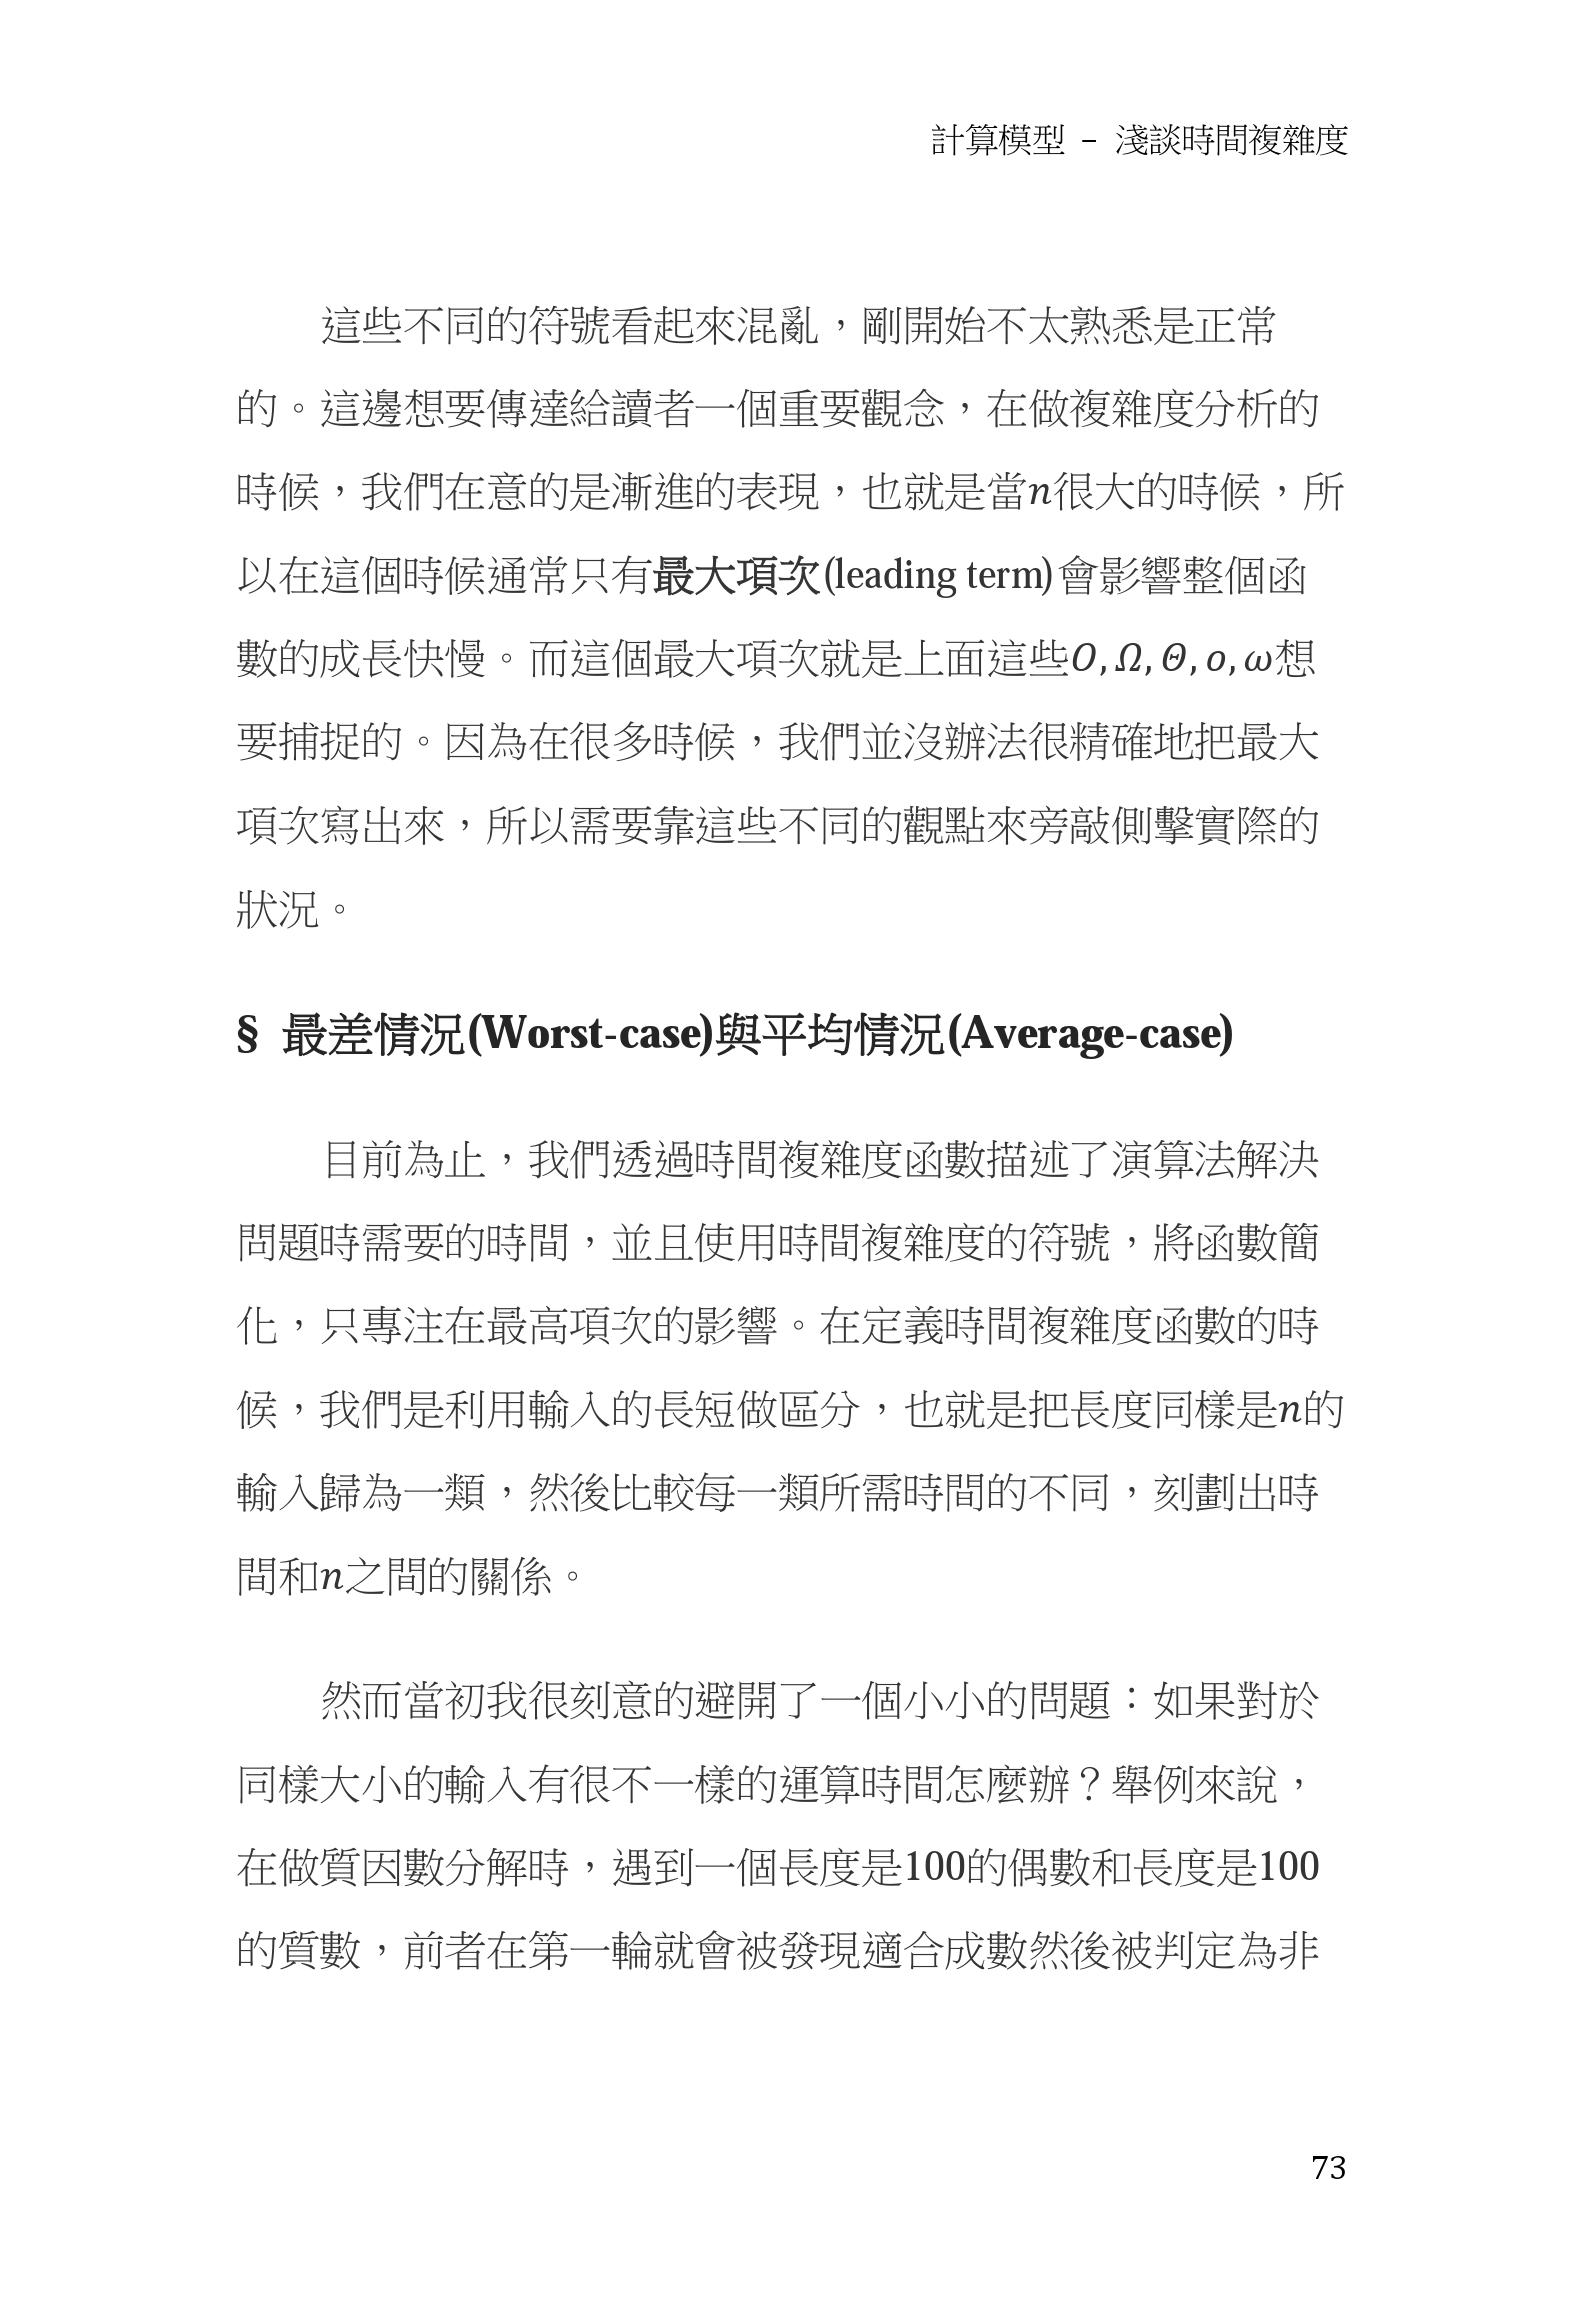 計算模型 – 淺談時間複雜度
這些不同的符號看起來混亂，剛開始不太熟悉是正常
的。這邊想要傳達給讀者一個重要觀念，在做複雜度分析的
時候，我們在意的是漸進的表現，也就是當n很大的時候，所
以在這個時候通常只有最大項次(leading term)會影響整個函
數的成長快慢。而這個最大項次就是上面這些O, Ω, Θ, o, ω想
要捕捉的。因為在很多時候，我們並沒辦法很精確地把最大
項次寫出來，所以需要靠這些不同的觀點來旁敲側擊實際的
狀況。
§ 最差情況(Worst-case)與平均情況(Average-case)
目前為止，我們透過時間複雜度函數描述了演算法解決
問題時需要的時間，並且使用時間複雜度的符號，將函數簡
化，只專注在最高項次的影響。在定義時間複雜度函數的時
候，我們是利用輸入的長短做區分，也就是把長度同樣是n的
輸入歸為一類，然後比較每一類所需時間的不同，刻劃出時
間和n之間的關係。
然而當初我很刻意的避開了一個小小的問題：如果對於
同樣大小的輸入有很不一樣的運算時間怎麼辦？舉例來說，
在做質因數分解時，遇到一個長度是100的偶數和長度是100
的質數，前者在第一輪就會被發現適合成數然後被判定為非
73